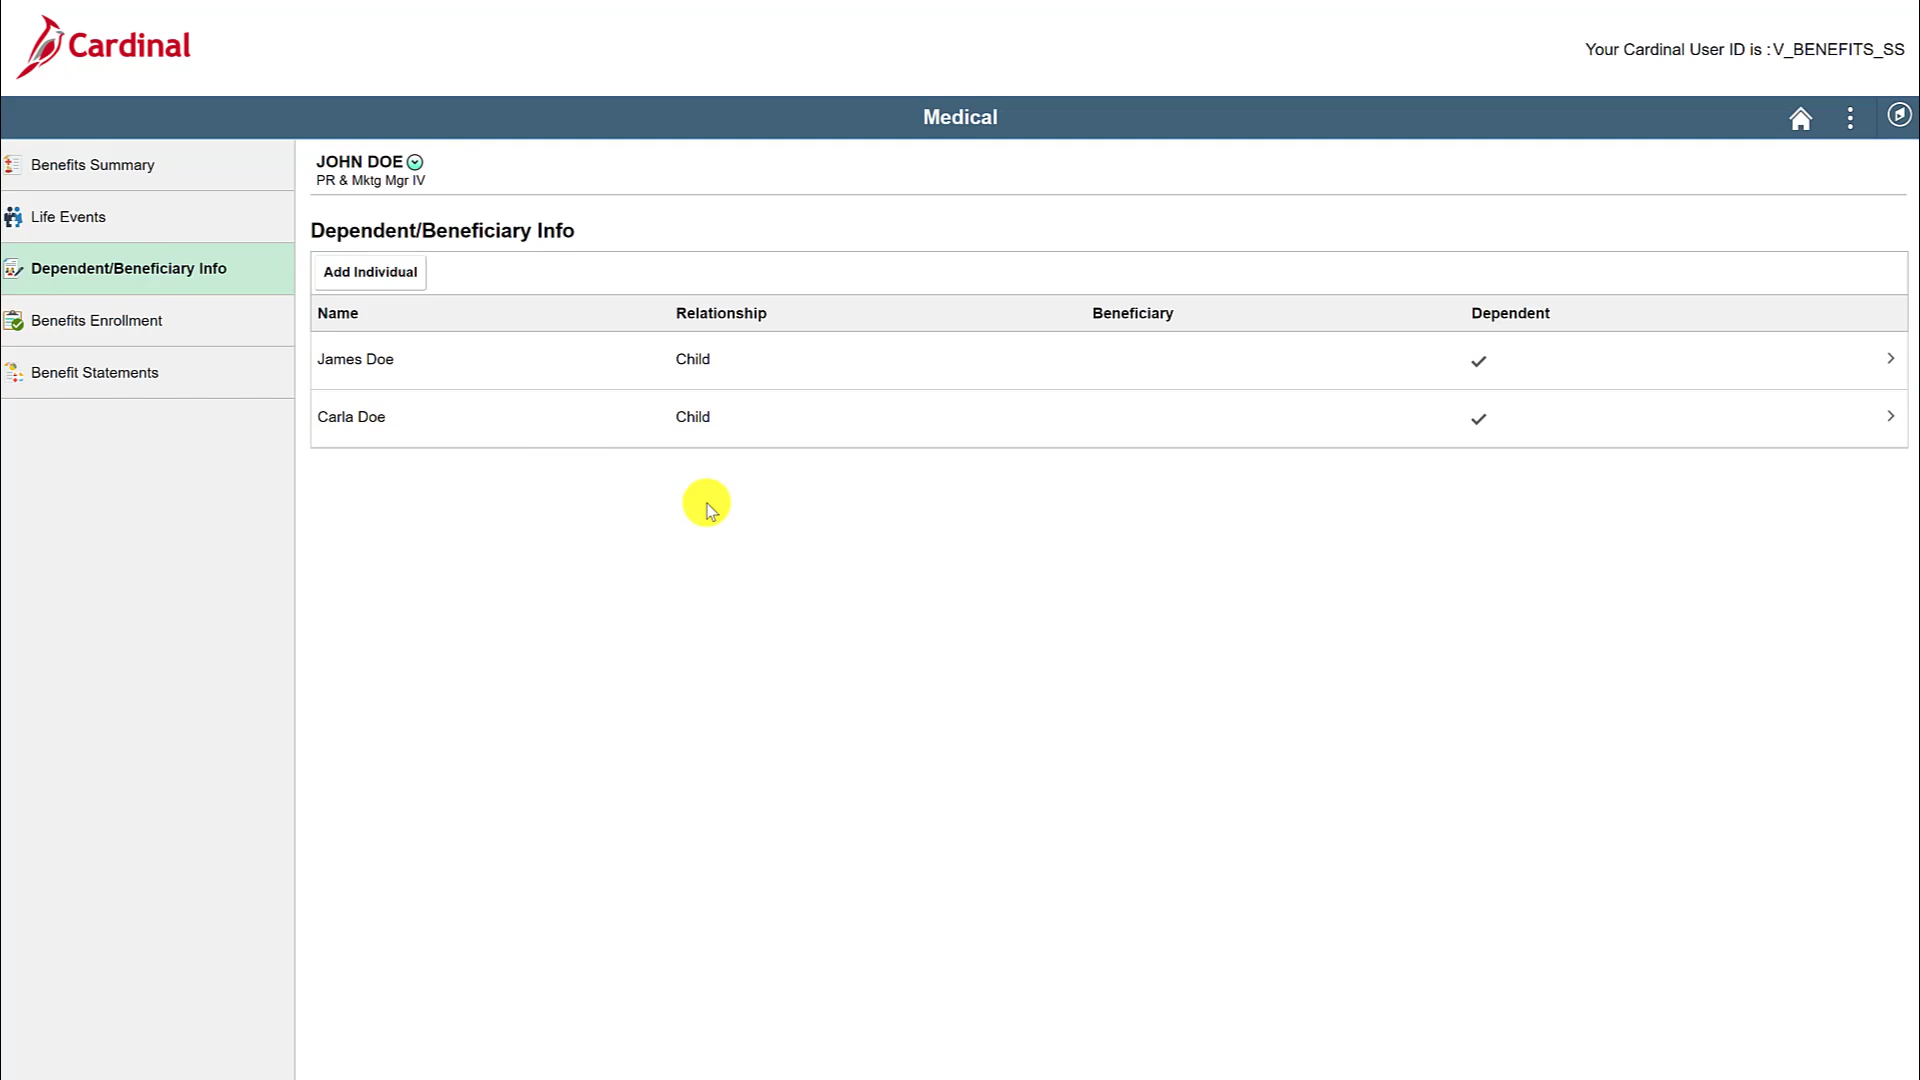 Cardinal
Your Cardinal User ID is : V_BENEFITS_SS
Medical
Benefits Summary
Life Events
Dependent/Beneficiary Info
Benefits Enrollment
Benefit Statements
JOHN DOE
PR & Mktg Mgr IV
Dependent/Beneficiary Info
Add Individual
Name Relationship Beneficiary Dependent
James Doe Child
Carla Doe Child